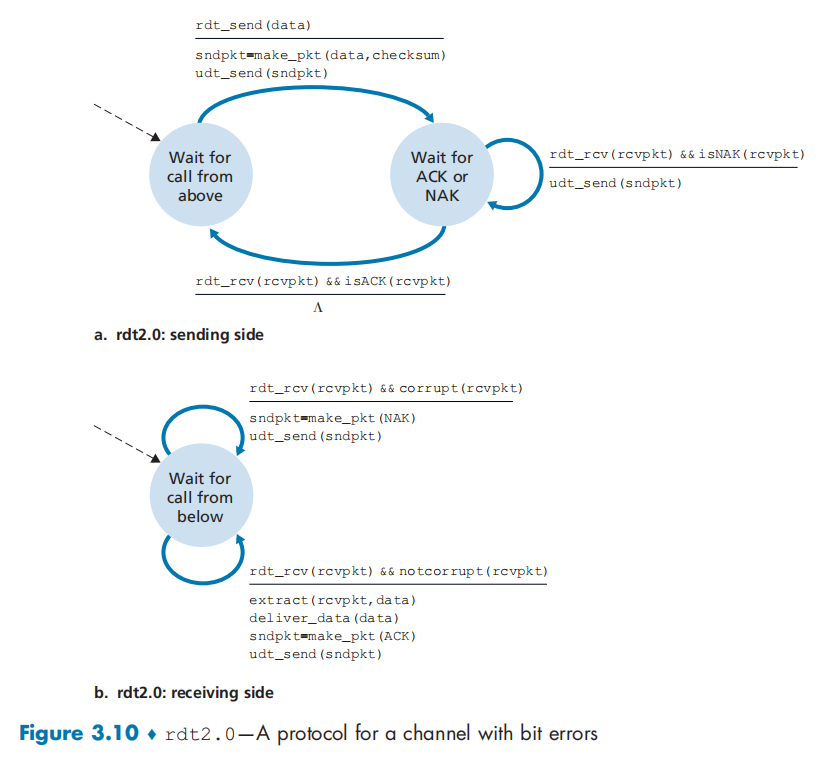 rdt_send(data)
sndpkt=make_pkt(data,checksum)
udt_send(sndpkt)
Wait for
call from
above
Wait for
ACK or
NAK
rdt_rcv(rcvpkt) && isNAK(rcvpkt)
udt_send(sndpkt)
rdt_rcv(rcvpkt) && isACK(rcvpkt)
Λ
a. rdt2.0: sending side
rdt_rcv(rcvpkt) && corrupt(rcvpkt)
sndpkt=make_pkt(NAK)
udt_send(sndpkt)
Wait for
call from
below
rdt_rcv(rcvpkt) && notcorrupt(rcvpkt)
extract(rcvpkt,data)
deliver_data(data)
sndpkt=make_pkt(ACK)
udt_send(sndpkt)
b. rdt2.0: receiving side
Figure 3.10 ♦ rdt2.0—A protocol for a channel with bit errors